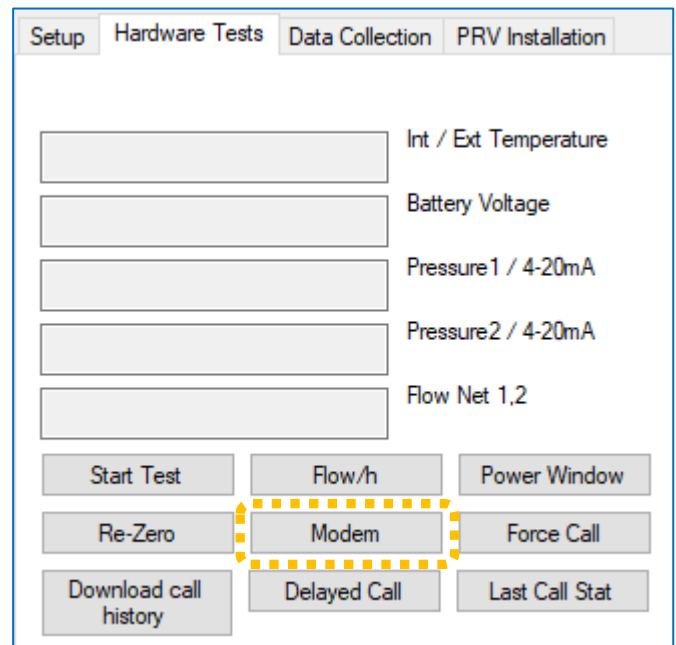 Setup Hardware Tests Data Collection PRV Installation
Int / Ext Temperature
Battery Voltage
Pressure1 / 4-20mA
Pressure2 / 4-20mA
Flow Net 1,2
Start Test Flow/h Power Window
Re-Zero Modem Force Call
Download call history Delayed Call Last Call Stat